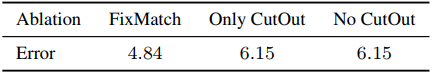 Ablation FixMatch Only CutOut No CutOut
Error 4.84 6.15 6.15